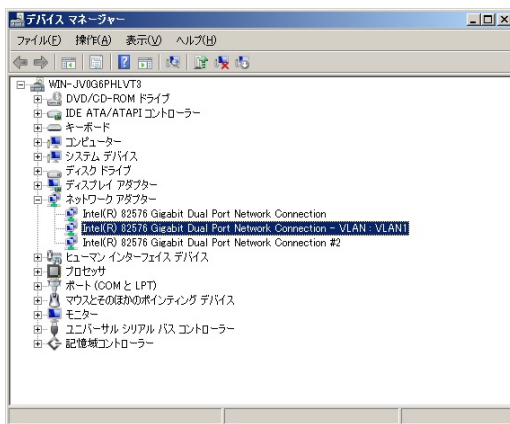 デバイス マネージャー
ファイル(F) 操作(A) 表示(V) ヘルプ(H)
WIN-JV0G6PHLVT8
DVD/CD-ROM ドライブ
IDE ATA/ATAPI コントローラー
キーボード
コンピューター
システム デバイス
ディスク ドライブ
ディスプレイ アダプター
ネットワーク アダプター
Intel(R) 82576 Gigabit Dual Port Network Connection
Intel(R) 82576 Gigabit Dual Port Network Connection - VLAN : VLAN1
Intel(R) 82576 Gigabit Dual Port Network Connection #2
ヒューマン インターフェイス デバイス
プロセッサ
ポート (COM と LPT)
マウスとそのほかのポインティング デバイス
モニター
ユニバーサル シリアル バス コントローラー
記憶域コントローラー